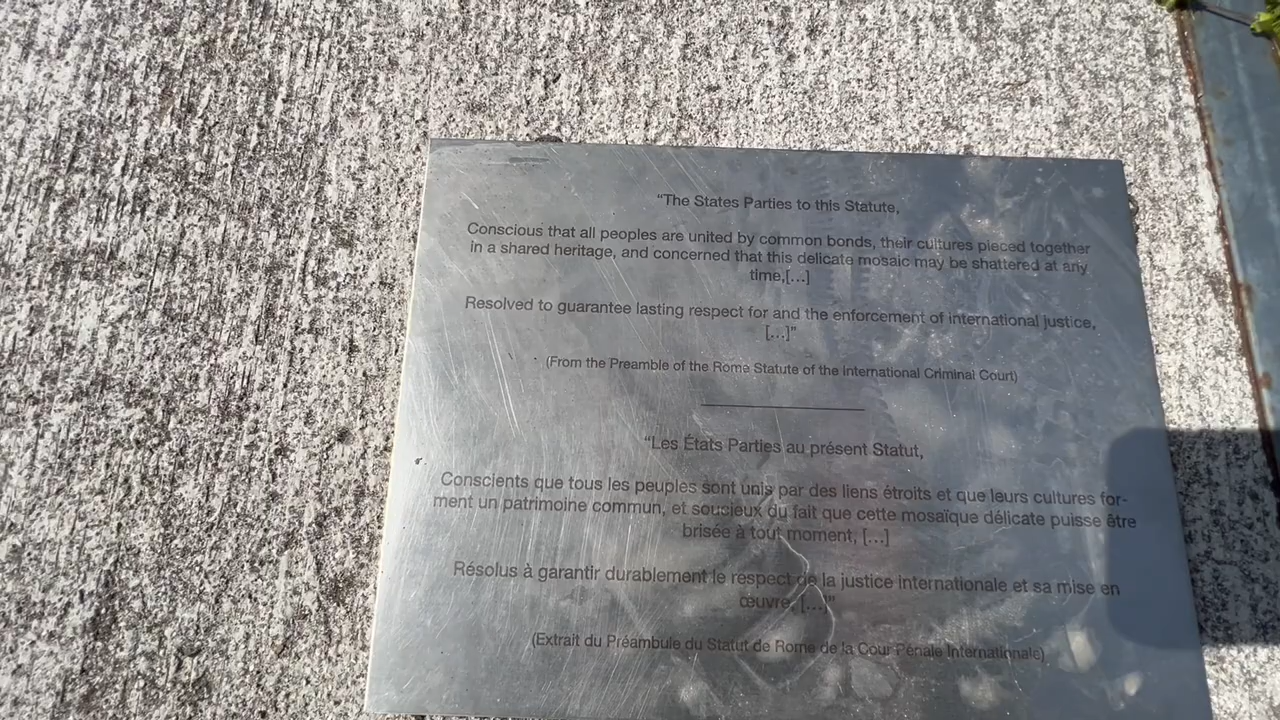 “The States Parties to this Statute,
Conscious that all peoples are united by common bonds, their cultures pieced together
in a shared heritage, and concerned that this delicate mosaic may be shattered at any
time,[...]
Resolved to guarantee lasting respect for and the enforcement of international justice,
[...]”
(From the Preamble of the Rome Statute of the International Criminal Court)
“Les États Parties au présent Statut,
Conscients que tous les peuples sont unis par des liens étroits et que leurs cultures for-
ment un patrimoine commun, et soucieux du fait que cette mosaïque délicate puisse être
brisée à tout moment, [...]
Résolus à garantir durablement le respect de la justice internationale et sa mise en
œuvre, [...]”
(Extrait du Préambule du Statut de Rome de la Cour Pénale Internationale)